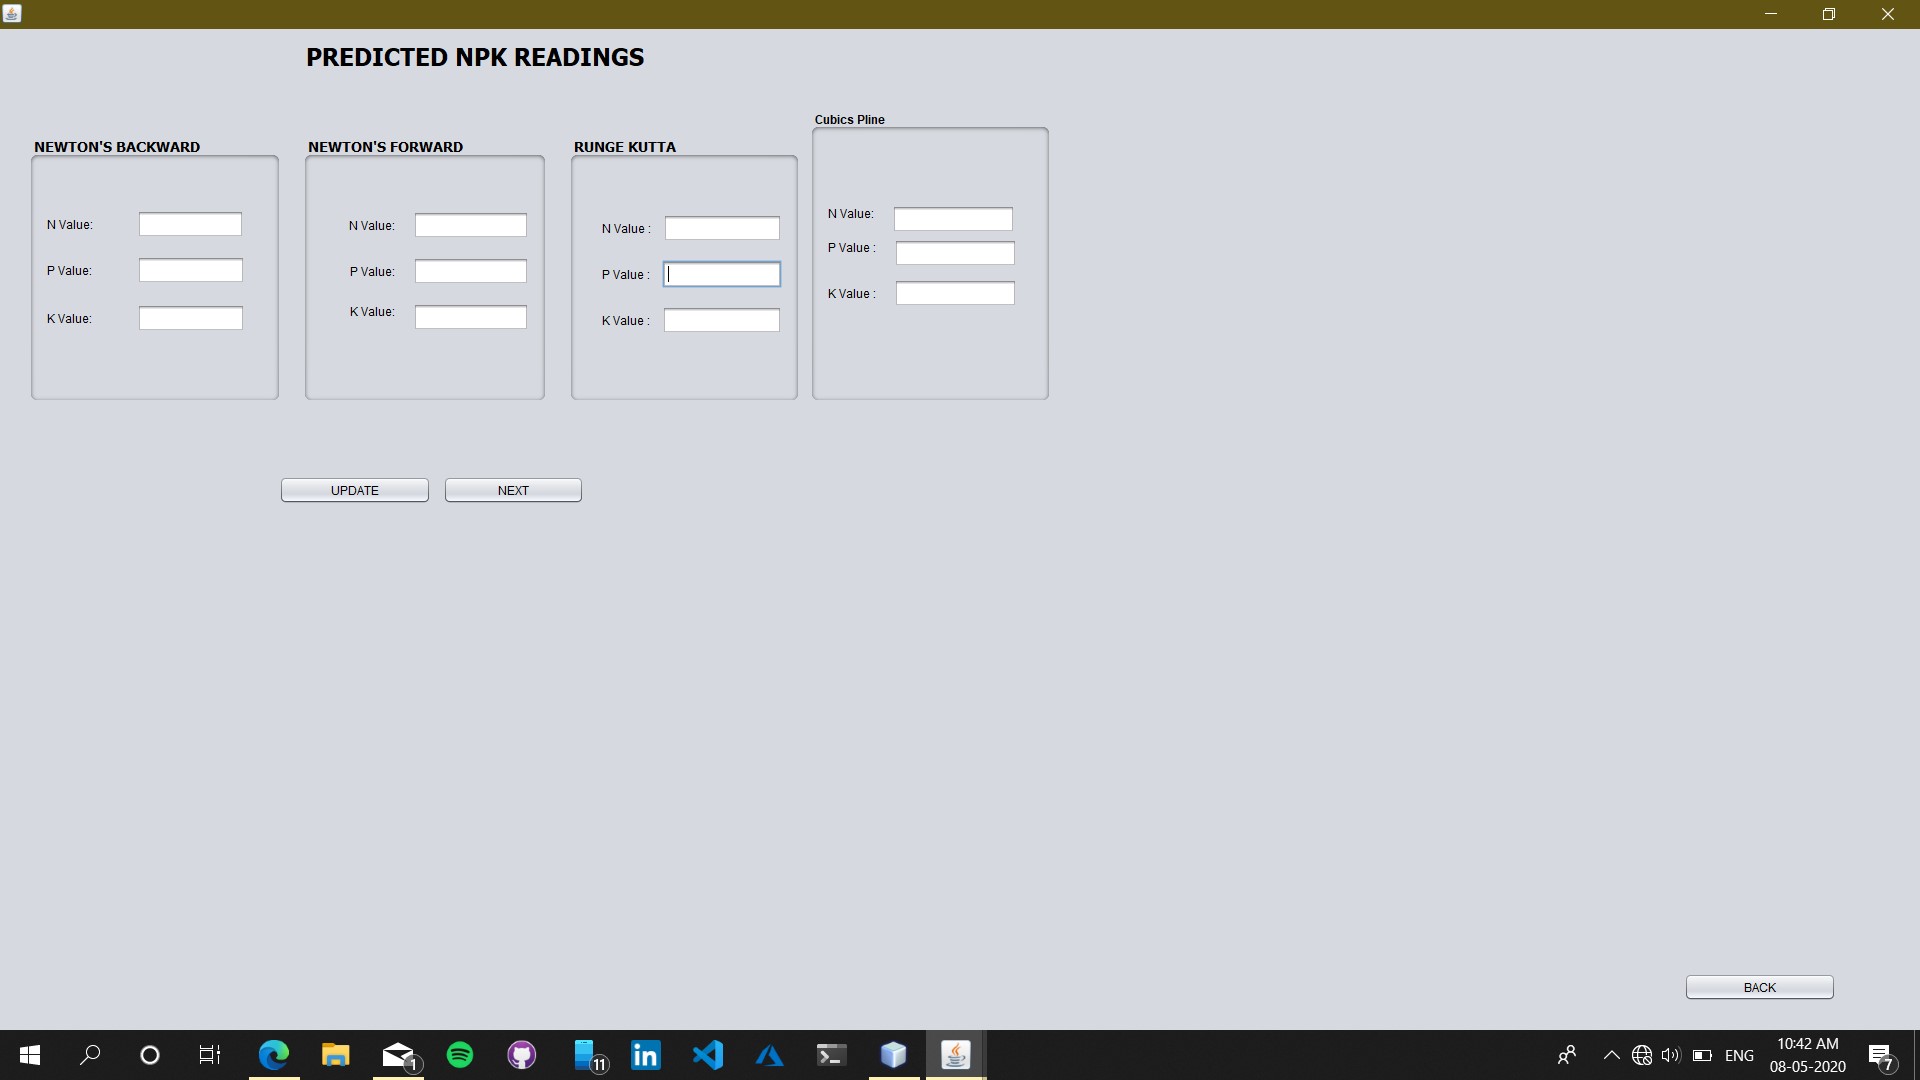 PREDICTED NPK READINGS
NEWTON'S BACKWARD
N Value:
P Value:
K Value:
NEWTON'S FORWARD
N Value:
P Value:
K Value:
RUNGE KUTTA
N Value :
P Value :
K Value :
Cubics Pline
N Value:
P Value :
K Value :
UPDATE
NEXT
BACK
1
11
in
ENG
10:42 AM
08-05-2020
7